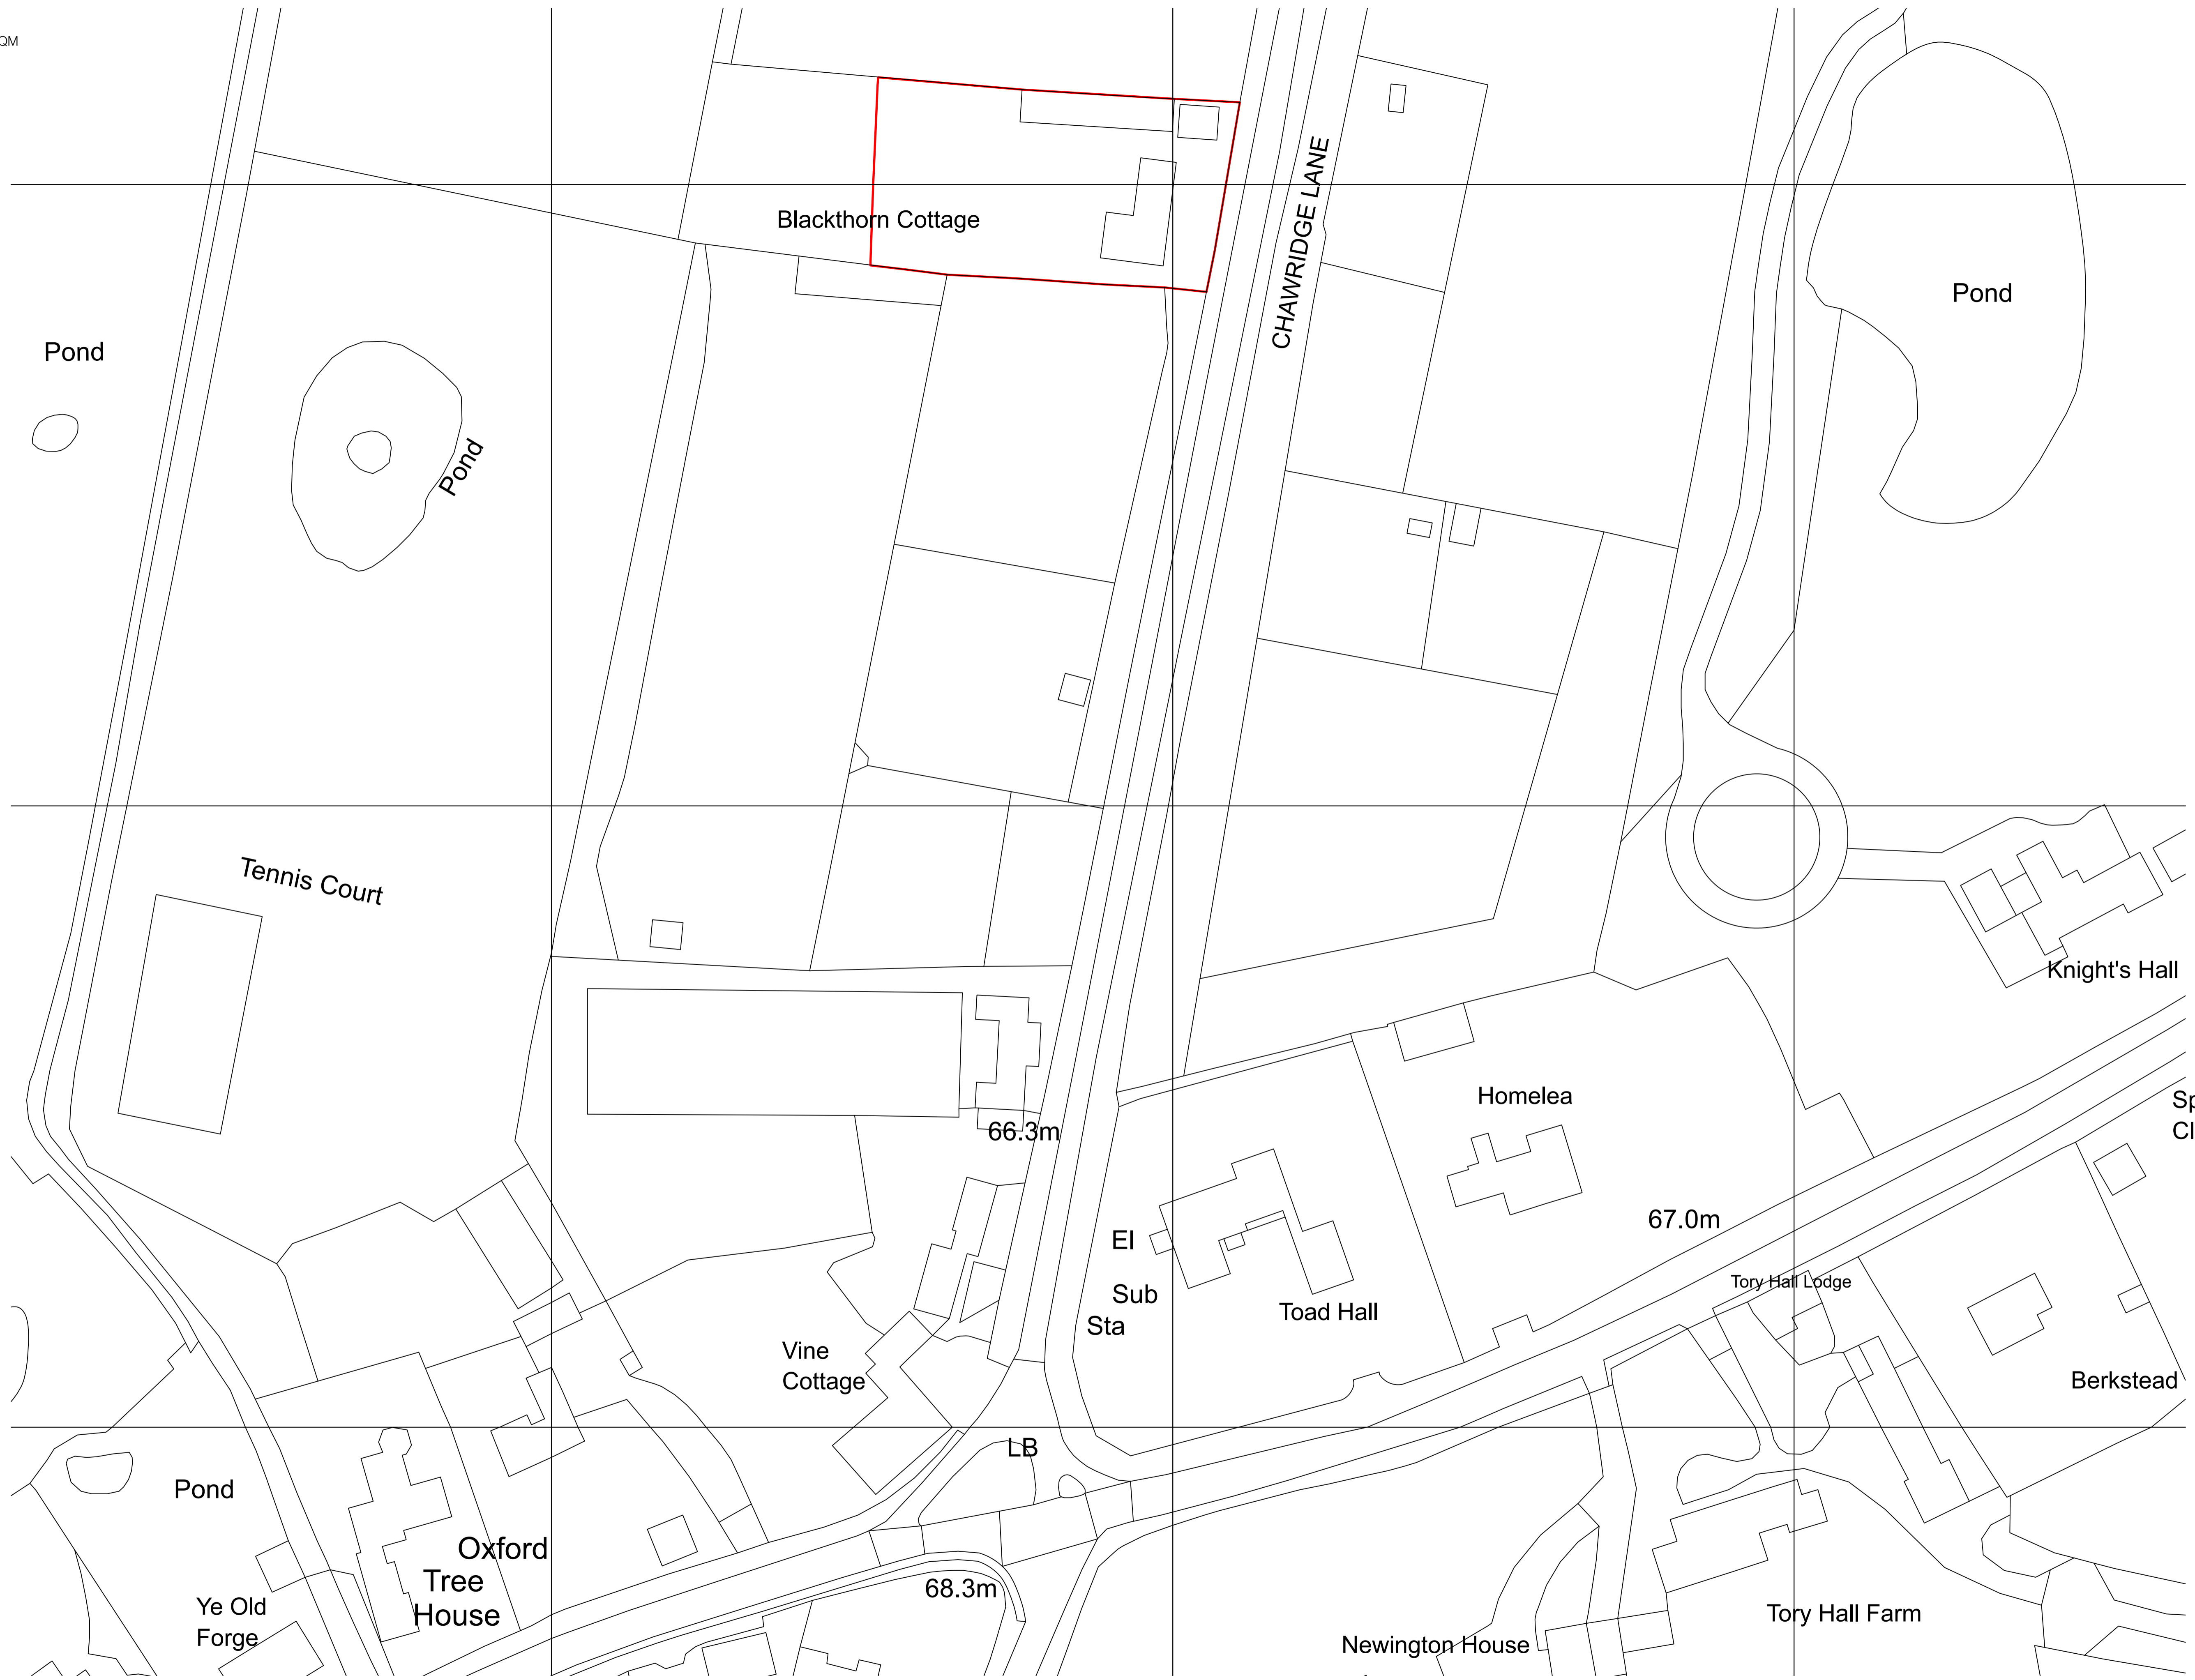 QM
Blackthorn Cottage
CHAWRIDGE LANE
Pond
Pond
Pond
Tennis Court
Knight's Hall
Homelea
66.3m
67.0m
El
Sub
Sta
Toad Hall
Tory Hall Lodge
Sp
Cl
Vine
Cottage
Berkstead
LB
Pond
Oxford
Tree
House
68.3m
Ye Old
Forge
Tory Hall Farm
Newington House